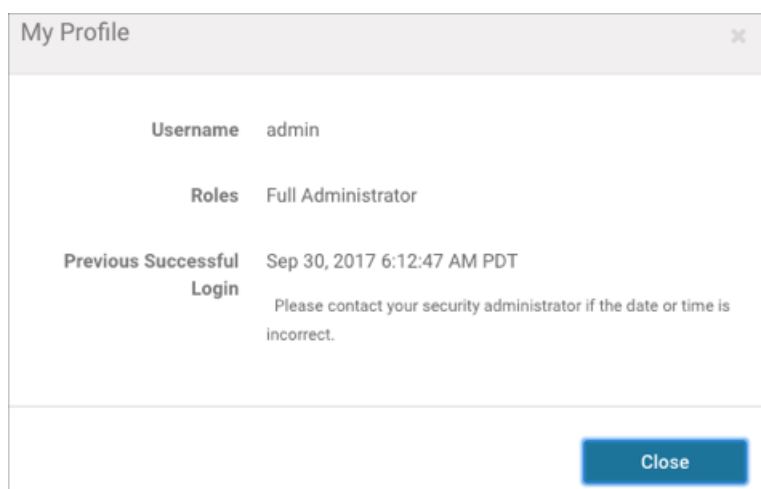 My Profile
Username admin
Roles Full Administrator
Previous Successful Sep 30, 2017 6:12:47 AM PDT
Login
Please contact your security administrator if the date or time is
incorrect.
Close